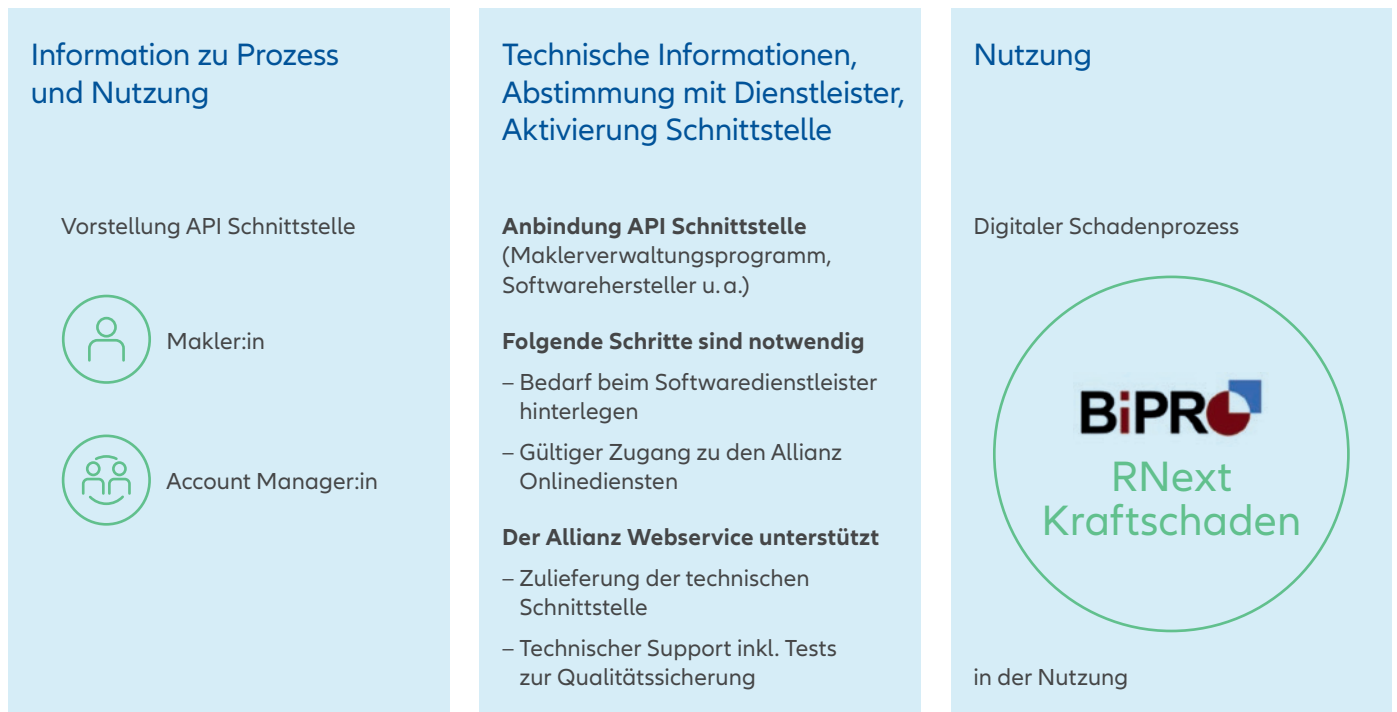 Information zu Prozess
und Nutzung
Vorstellung API Schnittstelle
Makler:in
Account Manager:in
Technische Informationen,
Abstimmung mit Dienstleister,
Aktivierung Schnittstelle
Anbindung API Schnittstelle
(Maklerverwaltungsprogramm,
Softwarehersteller u. a.)
Folgende Schritte sind notwendig
– Bedarf beim Softwaredienstleister
hinterlegen
– Gültiger Zugang zu den Allianz
Onlinediensten
Der Allianz Webservice unterstützt
– Zulieferung der technischen
Schnittstelle
– Technischer Support inkl. Tests
zur Qualitätssicherung
Nutzung
Digitaler Schadenprozess
BiPRO
RNext
Kraftschaden
in der Nutzung